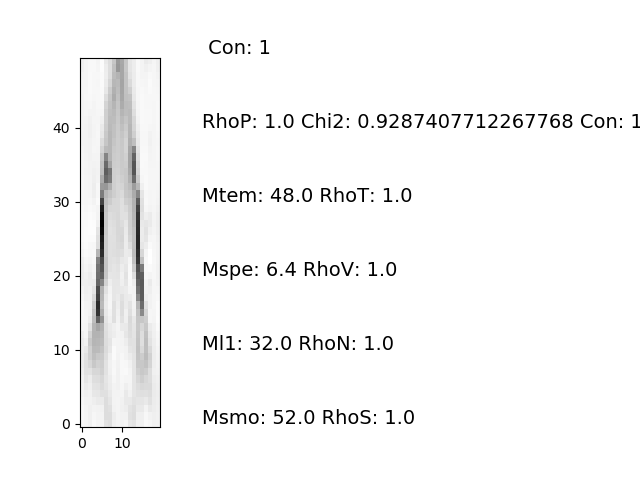 Con: 1
RhoP: 1.0 Chi2: 0.9287407712267768 Con: 1
Mtem: 48.0 RhoT: 1.0
Mspe: 6.4 RhoV: 1.0
Ml1: 32.0 RhoN: 1.0
Msmo: 52.0 RhoS: 1.0
40
30
20
10
0
0 10